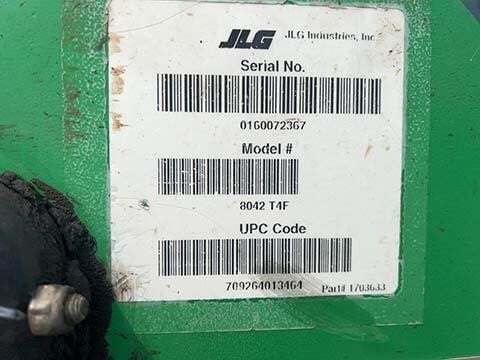 JLG JLG Industries, Inc.
Serial No.
0160072367
Model #
8042 T4F
UPC Code
709264013464 Part# 1703633